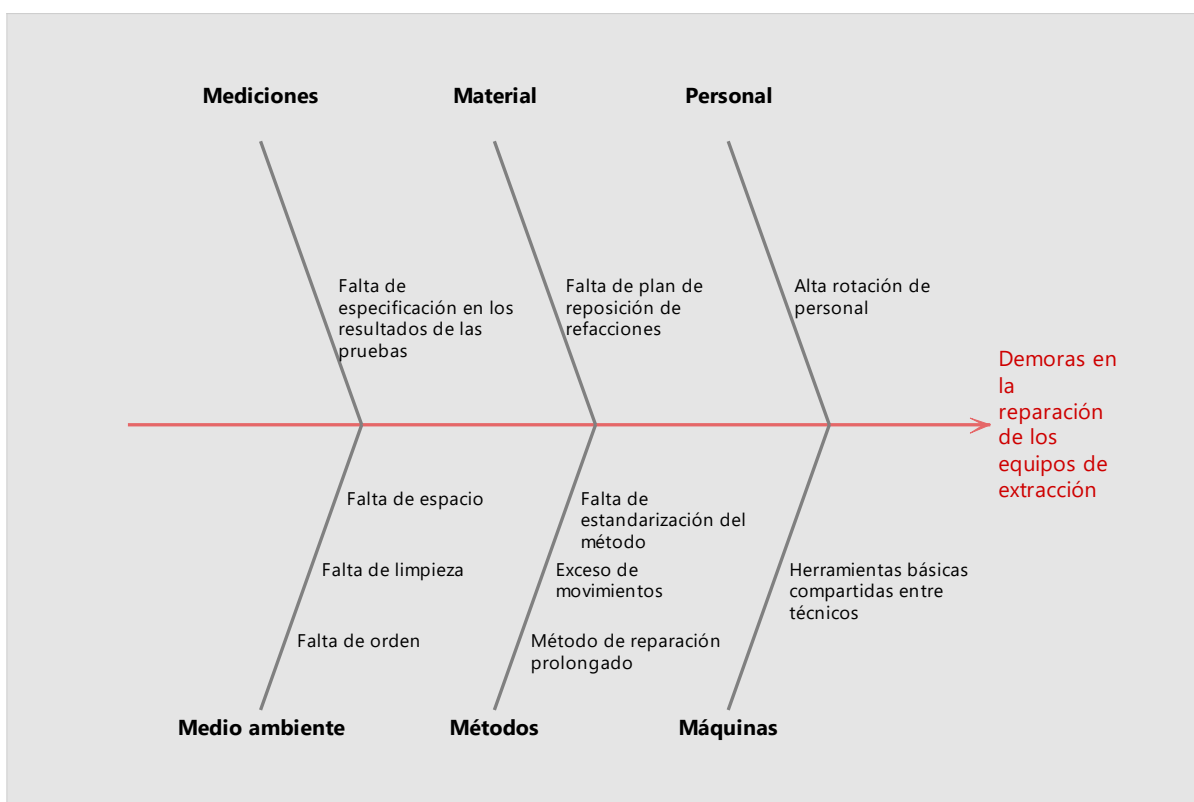 Mediciones
Material
Personal
Falta de
especificación en los
resultados de las
pruebas
Falta de plan de
reposición de
refacciones
Alta rotación de
personal
Demoras en
la
reparación
de los
equipos de
extracción
Falta de espacio
Falta de limpieza
Falta de orden
Falta de
estandarización del
método
Exceso de
movimientos
Método de reparación
prolongado
Herramientas básicas
compartidas entre
técnicos
Medio ambiente
Métodos
Máquinas